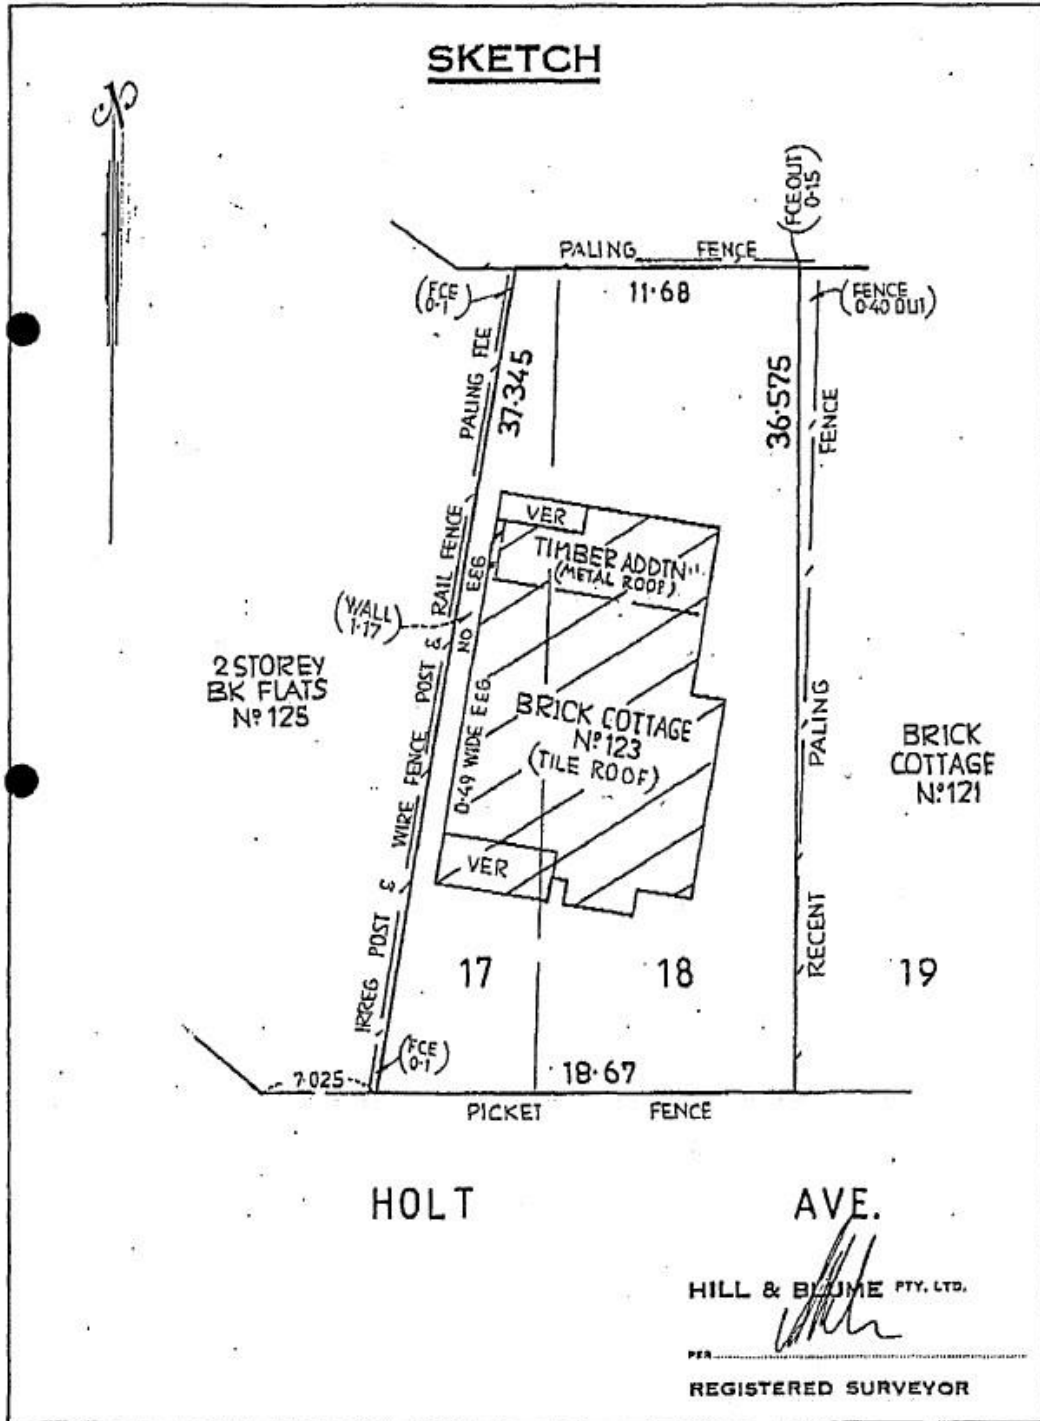 SKETCH
S
(FCE OUT)
0·15
PALING FENCE
11·68
(FCE)
0·1
(FENCE)
0·40 OUT
PALING FCE
37·345
36·575
FENCE
VER
TIMBER ADDTN
(METAL ROOF)
RAIL FENCE
NO E&G
(WALL)
1·17
2 STOREY
BK FLATS
Nº 125
POST &
0·49 WIDE E&G
BRICK COTTAGE
Nº 123
(TILE ROOF)
PALING
BRICK
COTTAGE
Nº 121
WIRE FENCE
VER
IRREG POST &
17
18
RECENT
19
(FCE)
0·1
7·025
18·67
PICKET FENCE
HOLT AVE.
HILL & BLUME PTY. LTD.
PER
REGISTERED SURVEYOR